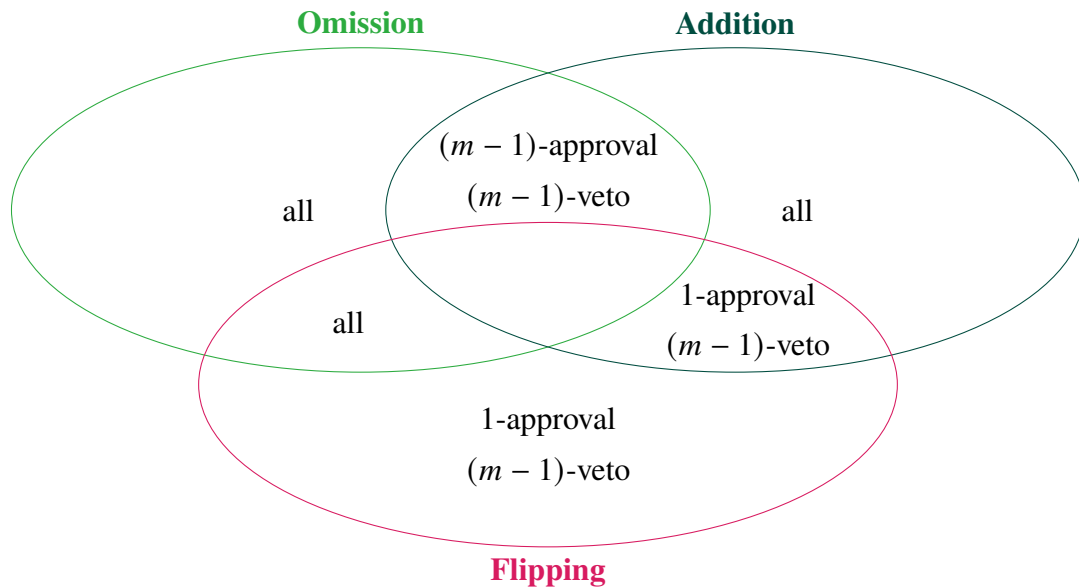 Omission
Addition
(m − 1)-approval
(m − 1)-veto
all
all
1-approval
(m − 1)-veto
all
1-approval
(m − 1)-veto
Flipping